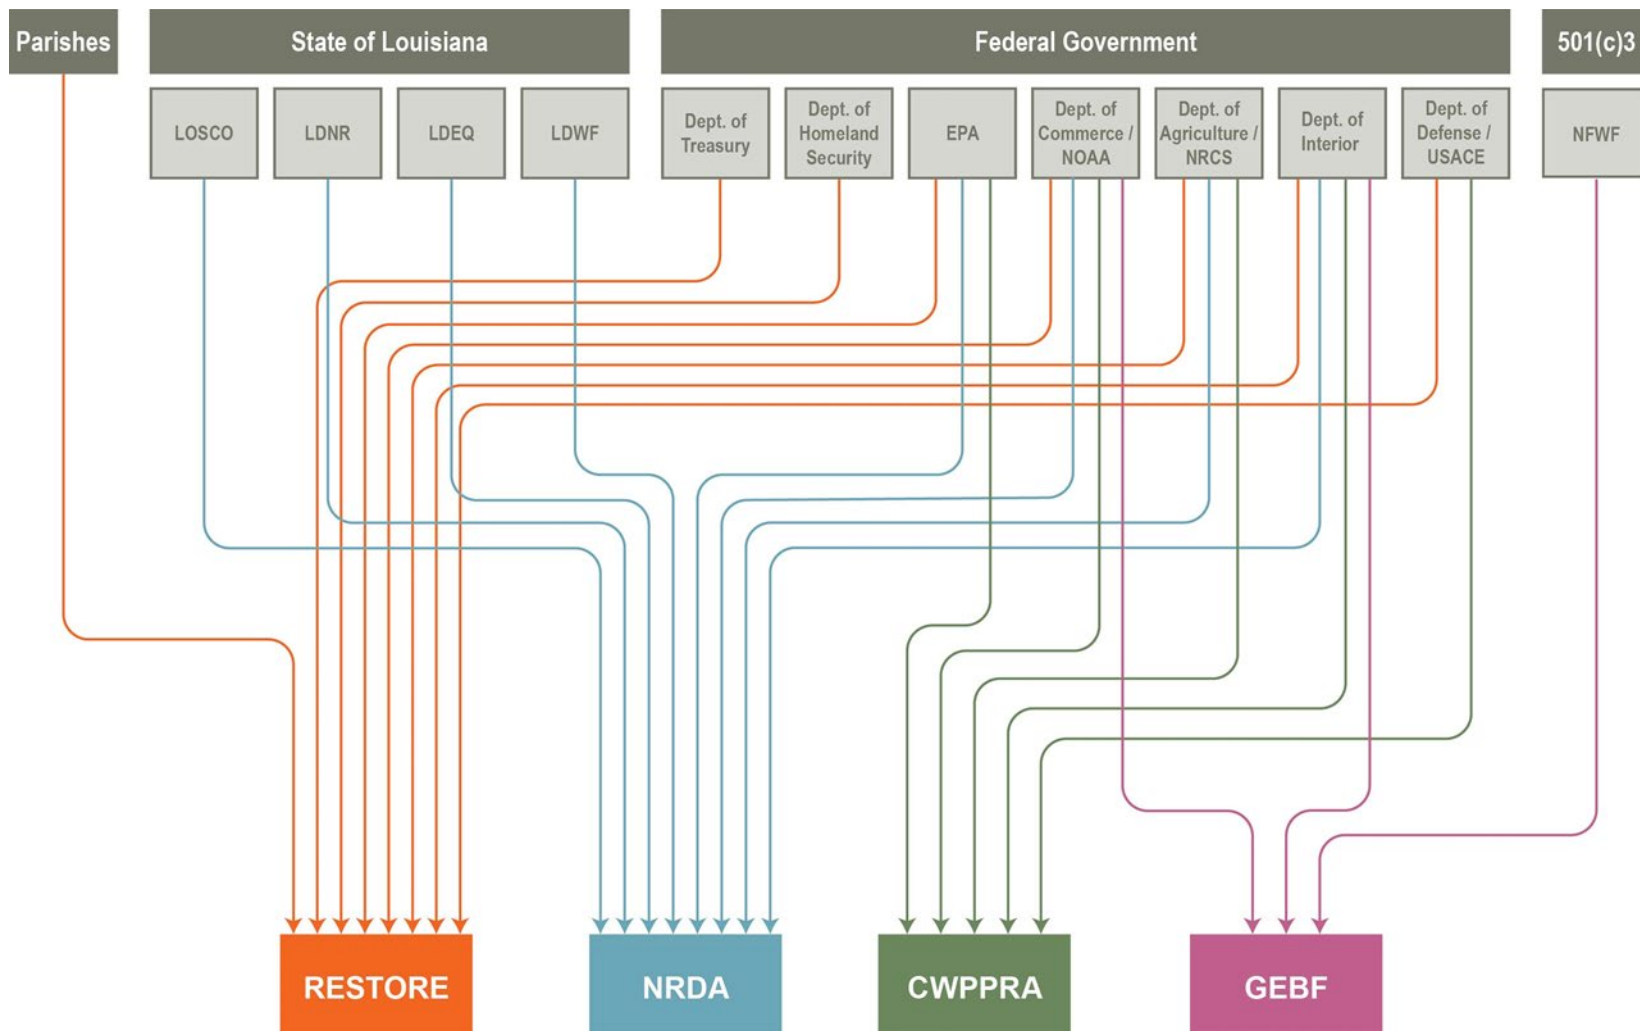 Parishes
State of Louisiana
Federal Government
501(c)3
LOSCO
LDNR
LDEQ
LDWF
Dept. of
Treasury
Dept. of
Homeland
Security
EPA
Dept. of
Commerce /
NOAA
Dept. of
Agriculture /
NRCS
Dept. of
Interior
Dept. of
Defense /
USACE
NFWF
RESTORE
NRDA
CWPPRA
GEBF